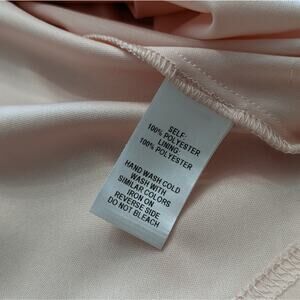 SELF:
100% POLYESTER
LINING:
100% POLYESTER
HAND WASH COLD
WASH WITH
SIMILAR COLORS
IRON ON
REVERSE SIDE
DO NOT BLEACH